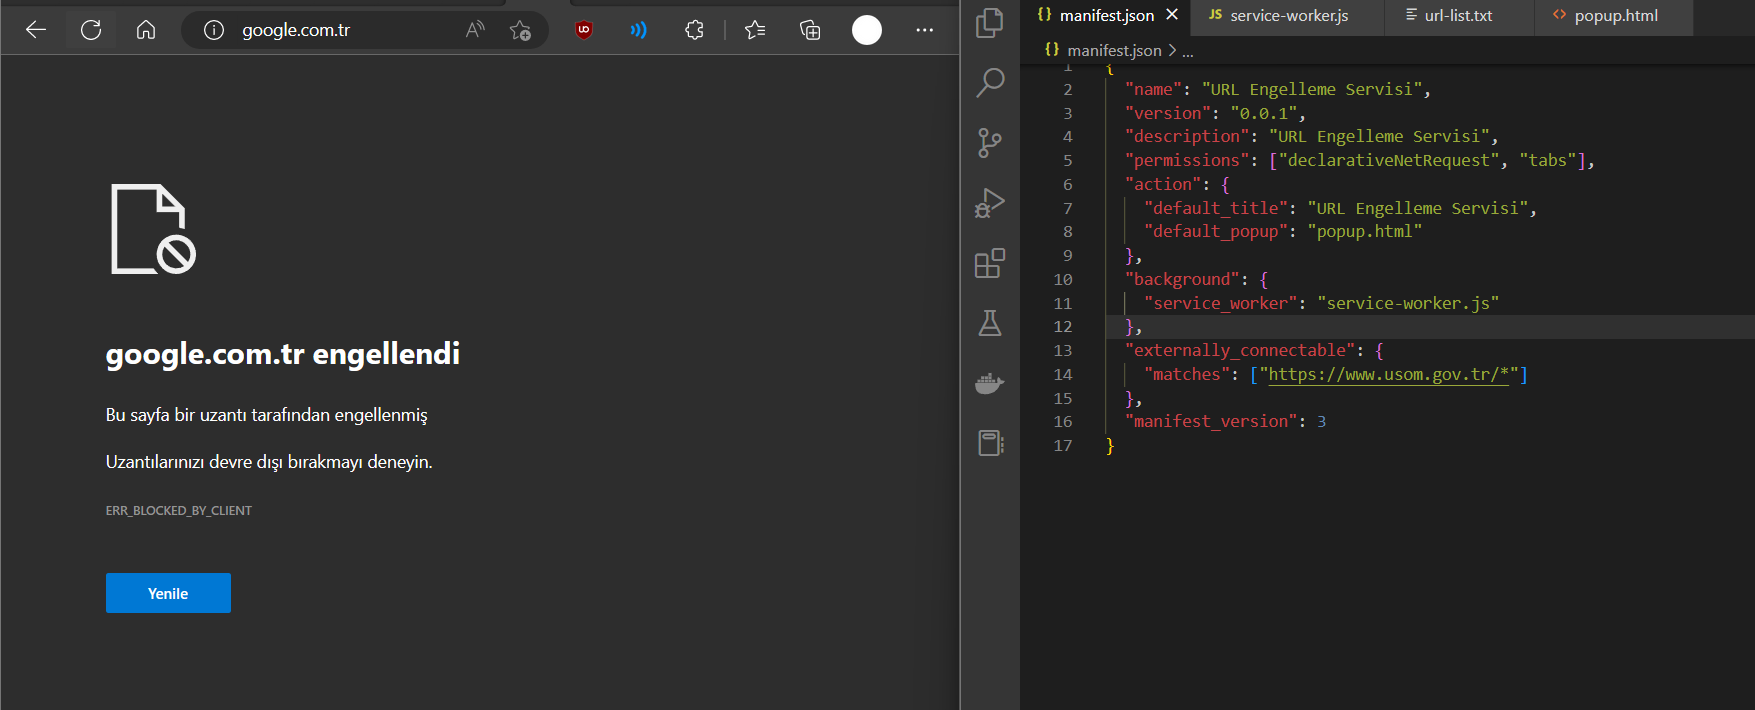 google.com.tr
google.com.tr engellendi
Bu sayfa bir uzantı tarafından engellenmiş
Uzantılarınızı devre dışı bırakmayı deneyin.
ERR_BLOCKED_BY_CLIENT
Yenile
{} manifest.json ×
JS service-worker.js
url-list.txt
<> popup.html
{} manifest.json > ...
1 {
2 "name": "URL Engelleme Servisi",
3 "version": "0.0.1",
4 "description": "URL Engelleme Servisi",
5 "permissions": ["declarativeNetRequest", "tabs"],
6 "action": {
7 "default_title": "URL Engelleme Servisi",
8 "default_popup": "popup.html"
9 },
10 "background": {
11 "service_worker": "service-worker.js"
12 },
13 "externally_connectable": {
14 "matches": ["https://www.usom.gov.tr/*"]
15 },
16 "manifest_version": 3
17 }